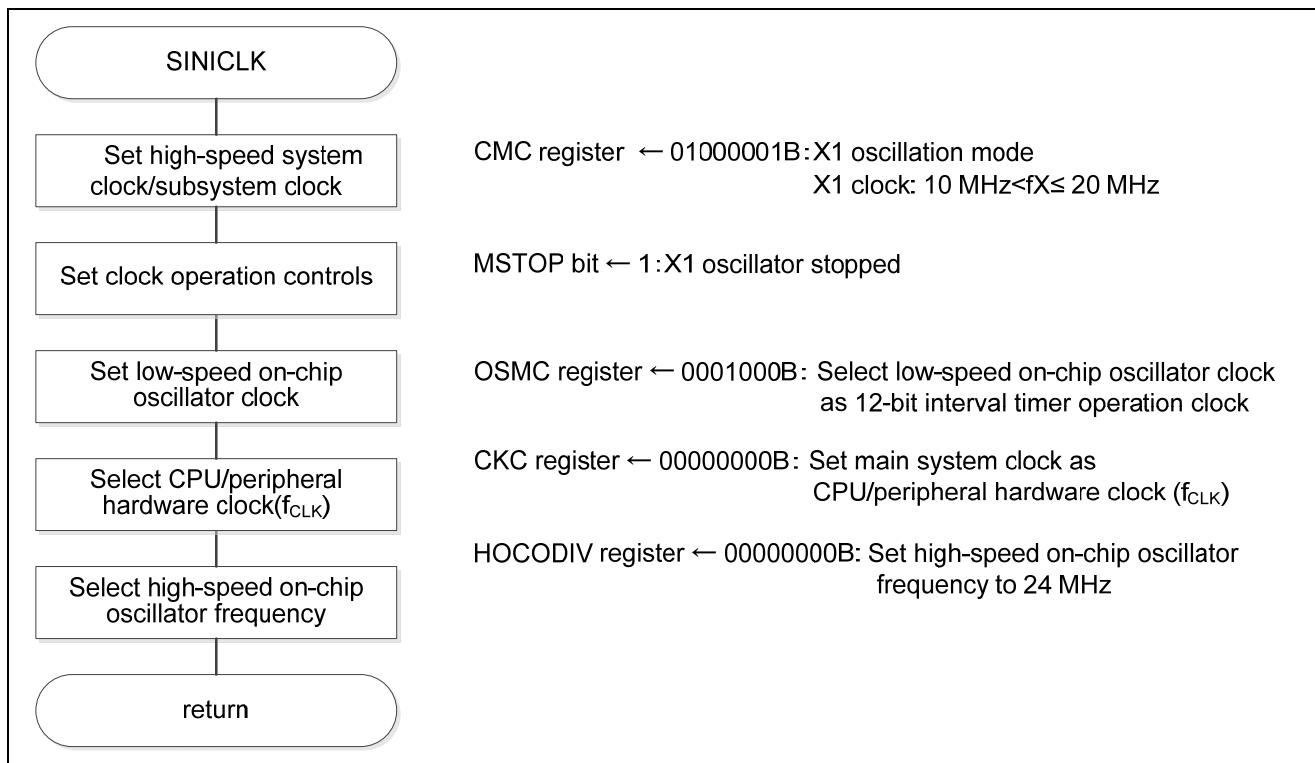 SINICLK
Set high-speed system
clock/subsystem clock
CMC register ← 01000001B:X1 oscillation mode
X1 clock: 10 MHz<fX≤ 20 MHz
Set clock operation controls
MSTOP bit ← 1:X1 oscillator stopped
Set low-speed on-chip
oscillator clock
OSMC register ← 0001000B: Select low-speed on-chip oscillator clock
as 12-bit interval timer operation clock
Select CPU/peripheral
hardware clock(fCLK)
CKC register ← 00000000B: Set main system clock as
CPU/peripheral hardware clock (fCLK)
Select high-speed on-chip
oscillator frequency
HOCODIV register ← 00000000B: Set high-speed on-chip oscillator
frequency to 24 MHz
return